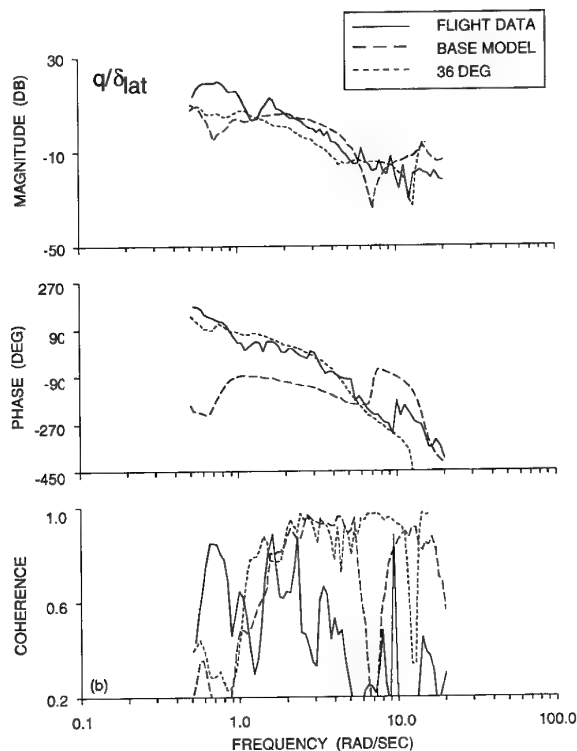 FLIGHT DATA
BASE MODEL
36 DEG
q/δlat
30
-10
-50
MAGNITUDE (DB)
270
90
-90
-270
-450
PHASE (DEG)
1.0
0.6
0.2
COHERENCE
(b)
0.1
1.0
10.0
100.0
FREQUENCY (RAD/SEC)